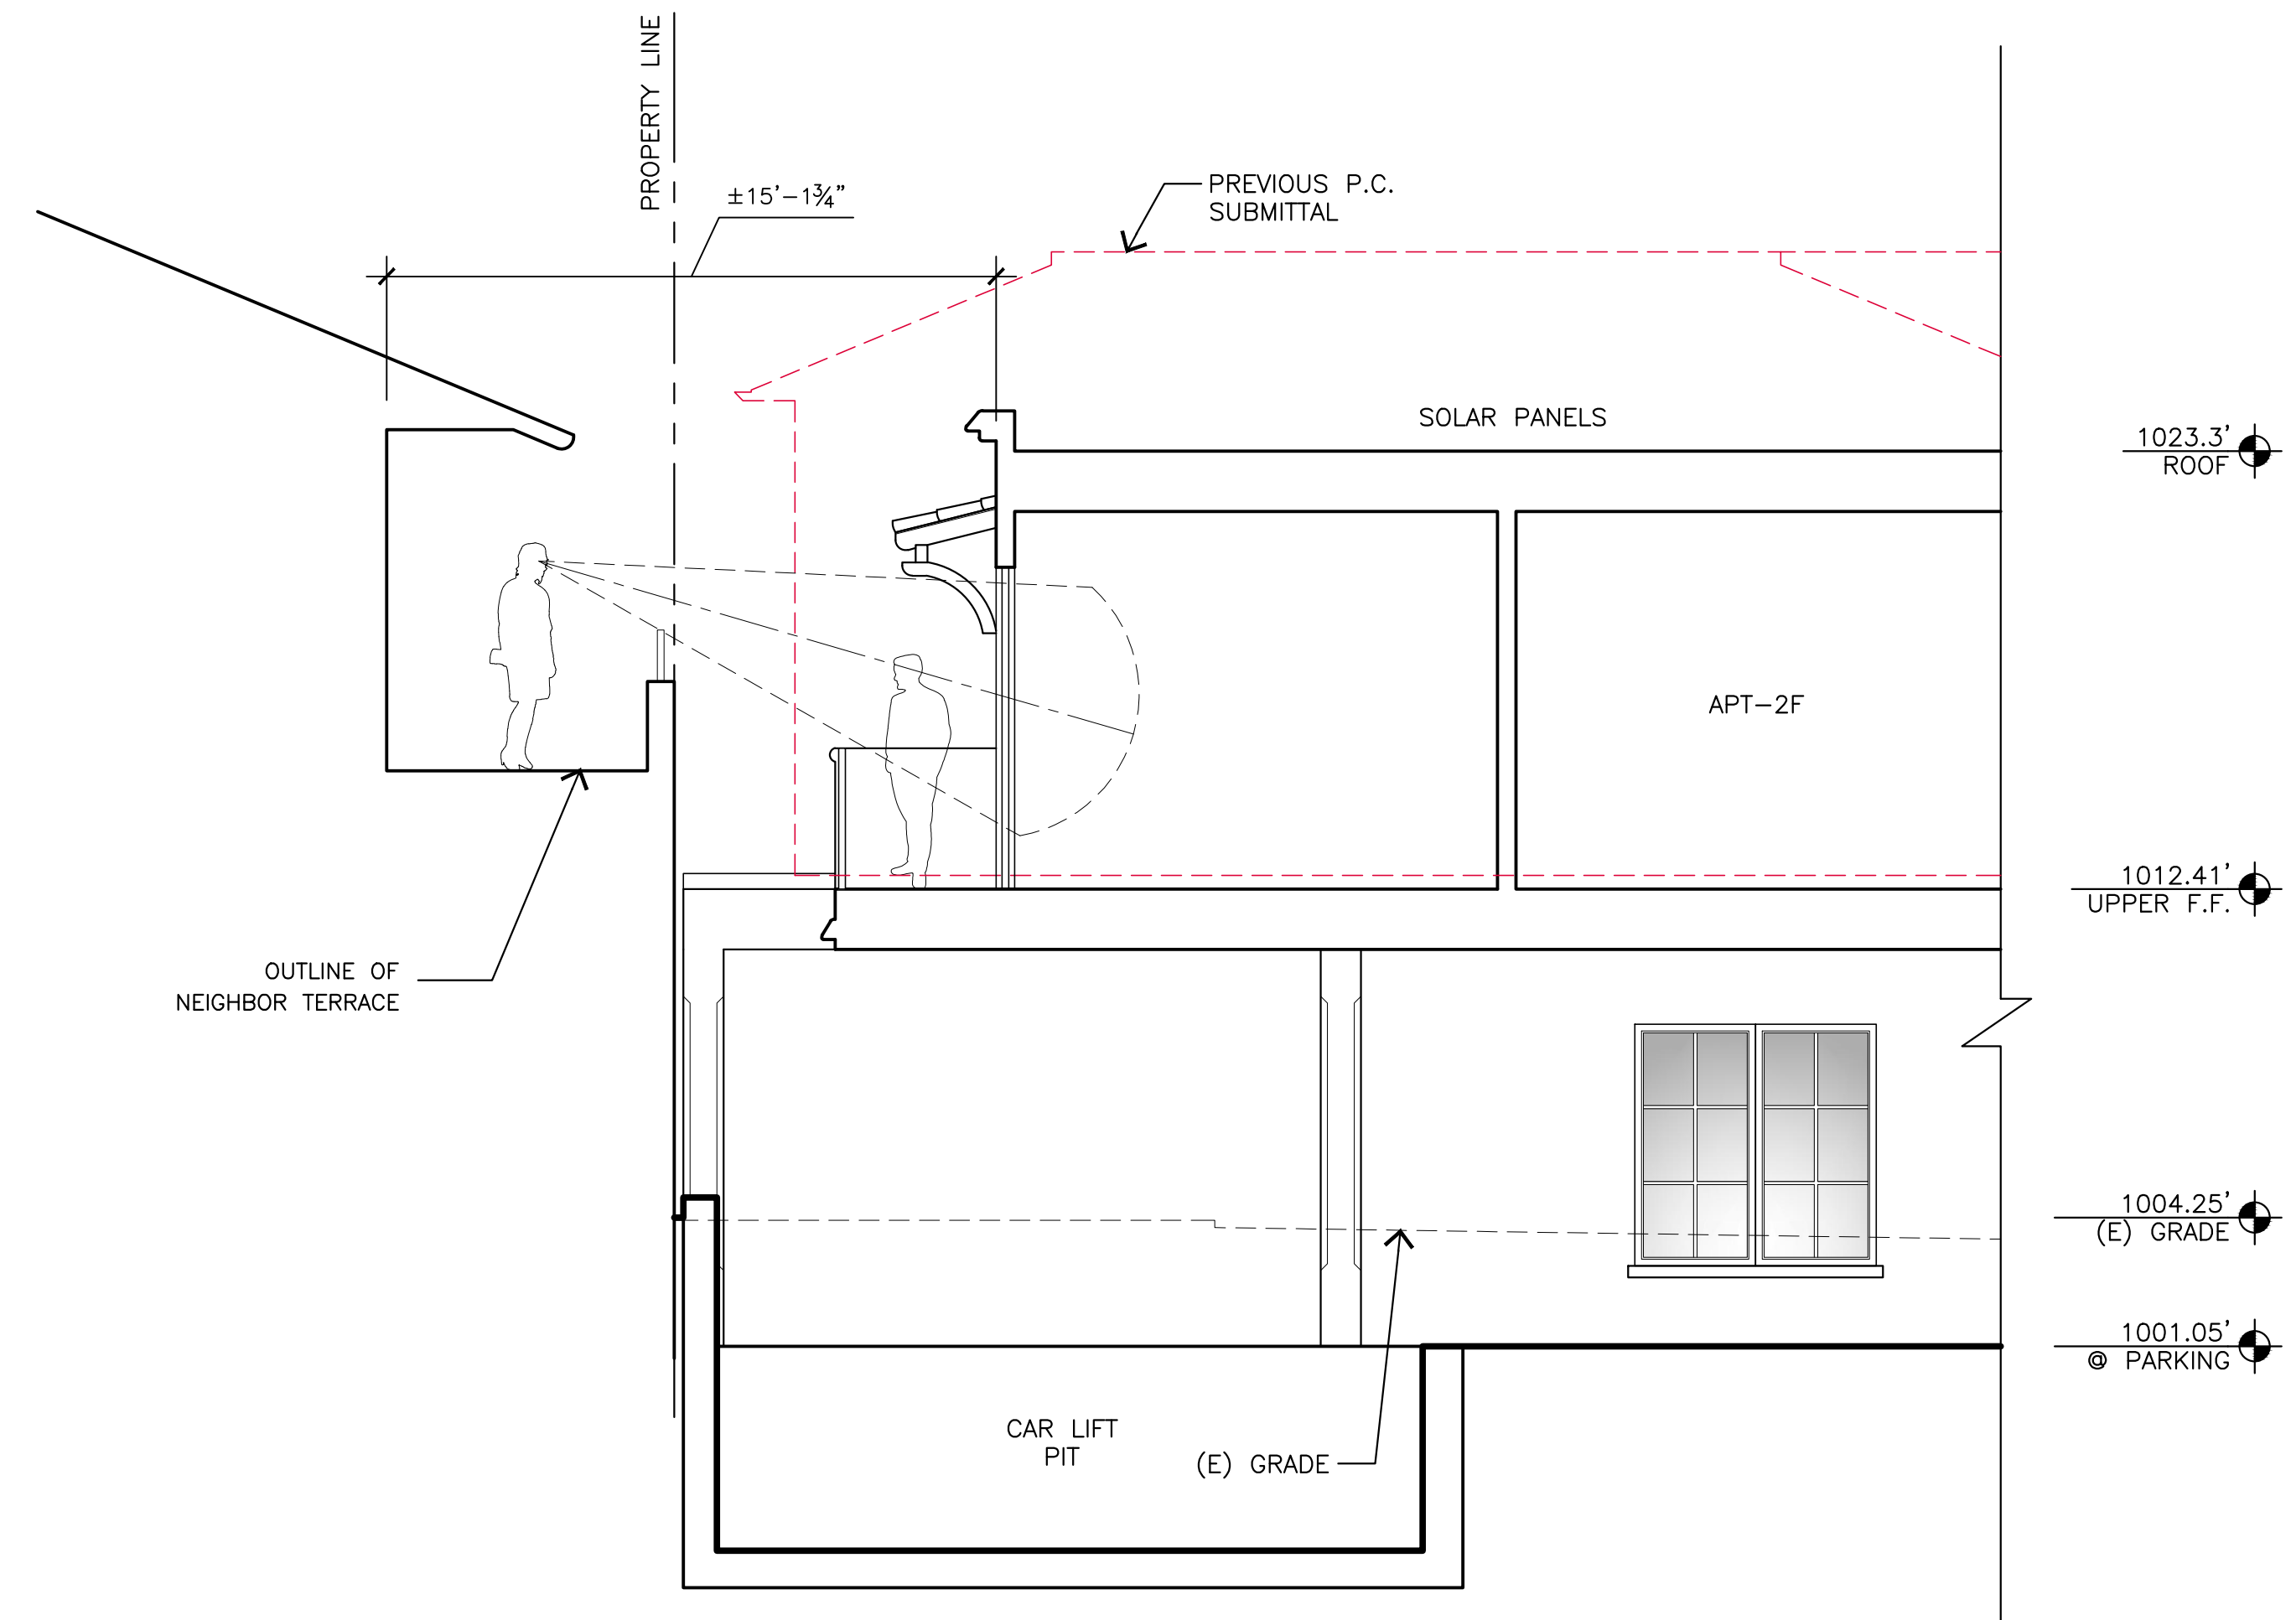 PROPERTY LINE
±15'-1¾"
PREVIOUS P.C.
SUBMITTAL
SOLAR PANELS
1023.3'
ROOF
APT-2F
1012.41'
UPPER F.F.
OUTLINE OF
NEIGHBOR TERRACE
1004.25'
(E) GRADE
1001.05'
@ PARKING
CAR LIFT
PIT
(E) GRADE